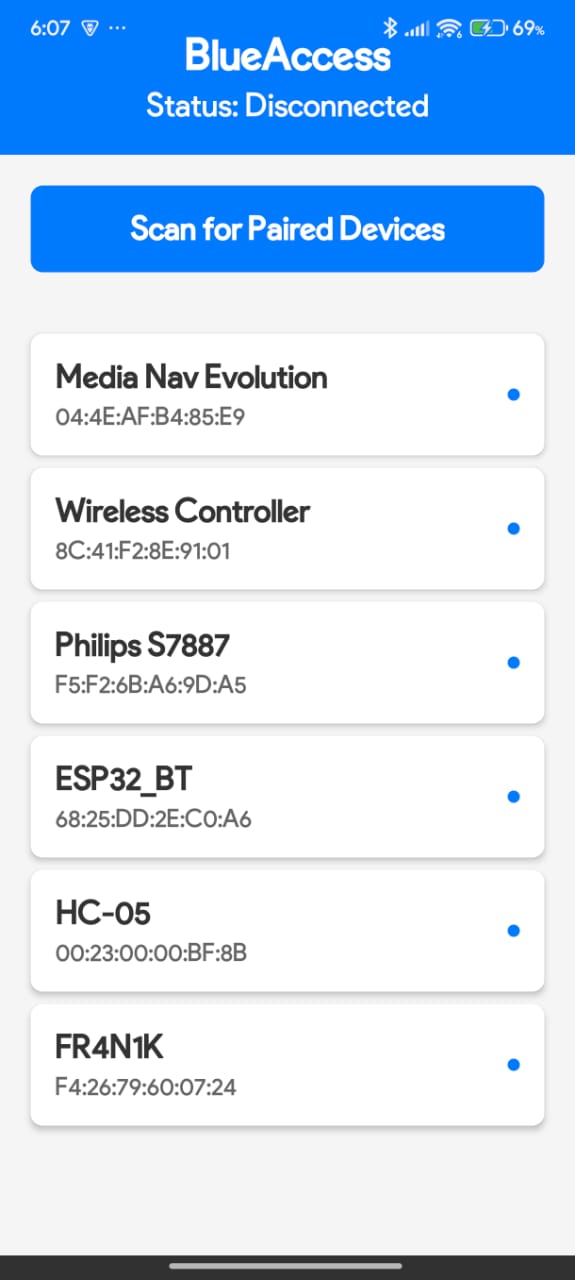 6:07 ··· 69%
BlueAccess
Status: Disconnected
Scan for Paired Devices
Media Nav Evolution
04:4E:AF:B4:85:E9
Wireless Controller
8C:41:F2:8E:91:01
Philips S7887
F5:F2:6B:A6:9D:A5
ESP32_BT
68:25:DD:2E:C0:A6
HC-05
00:23:00:00:BF:8B
FR4N1K
F4:26:79:60:07:24